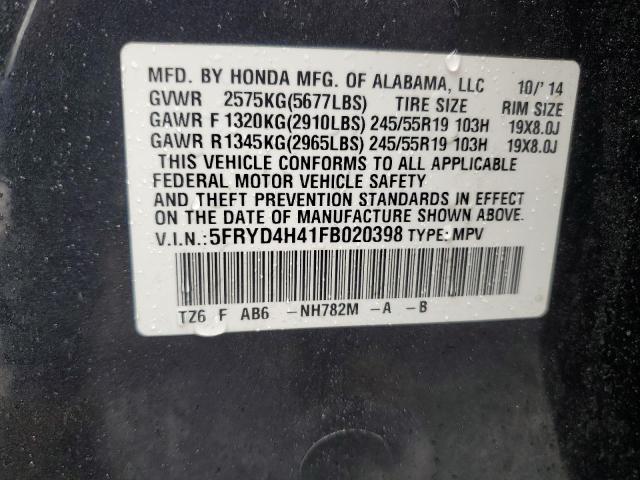 MFD. BY HONDA MFG. OF ALABAMA, LLC 10/'14
GVWR 2575KG(5677LBS) TIRE SIZE RIM SIZE
GAWR F 1320KG(2910LBS) 245/55R19 103H 19X8.0J
GAWR R 1345KG(2965LBS) 245/55R19 103H 19X8.0J
THIS VEHICLE CONFORMS TO ALL APPLICABLE
FEDERAL MOTOR VEHICLE SAFETY
AND THEFT PREVENTION STANDARDS IN EFFECT
ON THE DATE OF MANUFACTURE SHOWN ABOVE.
V.I.N.:5FRYD4H41FB020398 TYPE: MPV
TZ6 F AB6 -NH782M -A -B